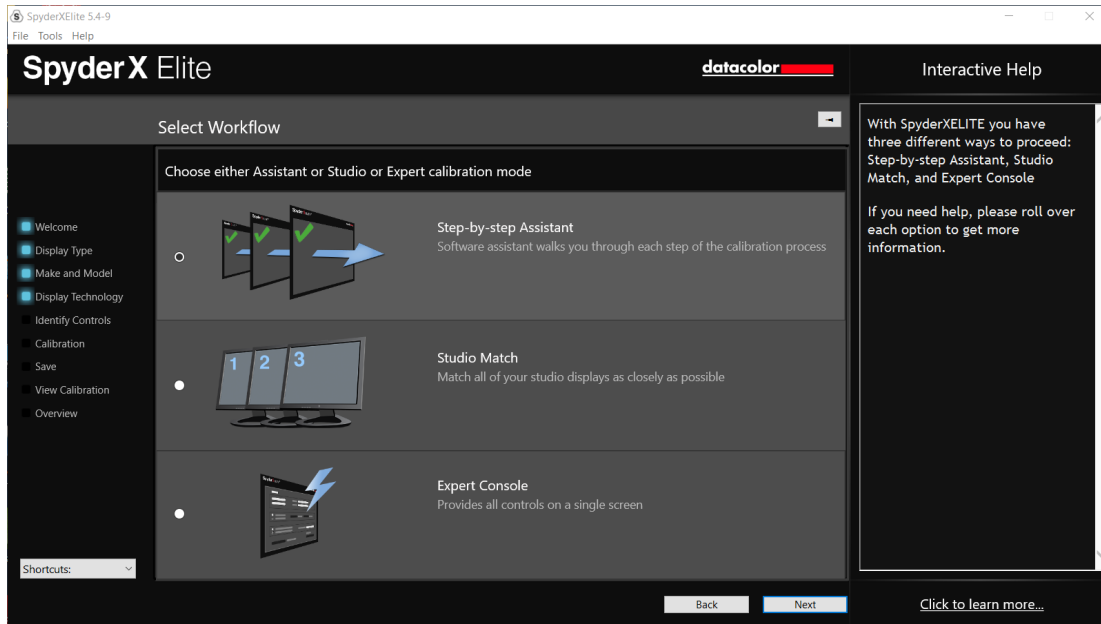 SpyderXElite 5.4-9
File Tools Help
Spyder X Elite
datacolor
Interactive Help
Select Workflow
Choose either Assistant or Studio or Expert calibration mode
Welcome
Display Type
Make and Model
Display Technology
Identify Controls
Calibration
Save
View Calibration
Overview
Shortcuts:
Step-by-step Assistant
Software assistant walks you through each step of the calibration process
1 2 3
Studio Match
Match all of your studio displays as closely as possible
Expert Console
Provides all controls on a single screen
Back Next
With SpyderXELITE you have
three different ways to proceed:
Step-by-step Assistant, Studio
Match, and Expert Console
If you need help, please roll over
each option to get more
information.
Click to learn more...